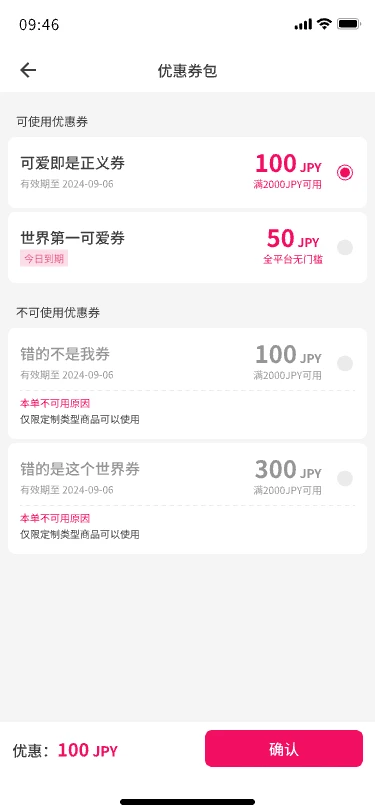 09:46
优惠券包
可使用优惠券
可爱即是正义券
100 JPY
有效期至 2024-09-06
满2000JPY可用
世界第一可爱券
50 JPY
今日到期
全平台无门槛
不可使用优惠券
错的不是我券
100 JPY
有效期至 2024-09-06
满2000JPY可用
本单不可用原因
仅限定制类型商品可以使用
错的是这个世界券
300 JPY
有效期至 2024-09-06
满2000JPY可用
本单不可用原因
仅限定制类型商品可以使用
优惠：100 JPY
确认